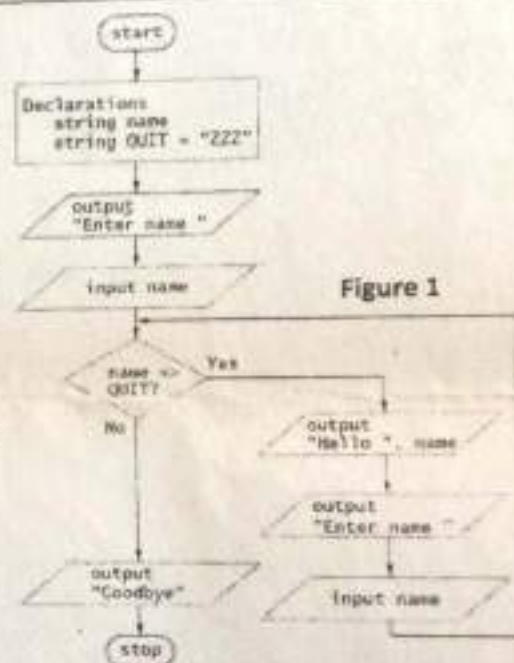 start
Declarations
string name
string QUIT = "ZZZ"
output
"Enter name "
input name
Figure 1
name <>
QUIT?
Yes
No
output
"Hello ", name
output
"Enter name "
input name
output
"Goodbye"
stop